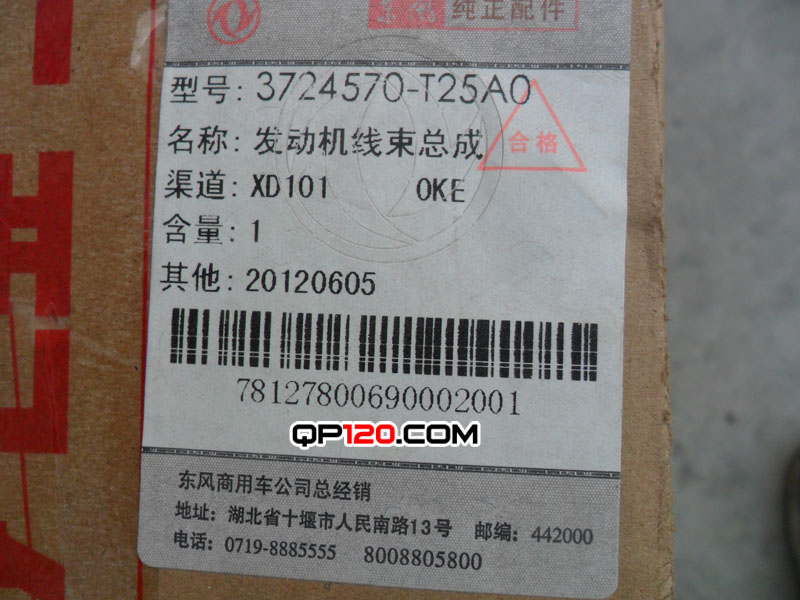 纯正配件
型号: 3724570-T25A0
名称: 发动机线束总成
合格
渠道: XD101 OKE
含量: 1
其他: 20120605
78127800690002001
QP120.COM
东风商用车公司总经销
地址: 湖北省十堰市人民南路13号 邮编: 442000
电话: 0719-8885555 8008805800